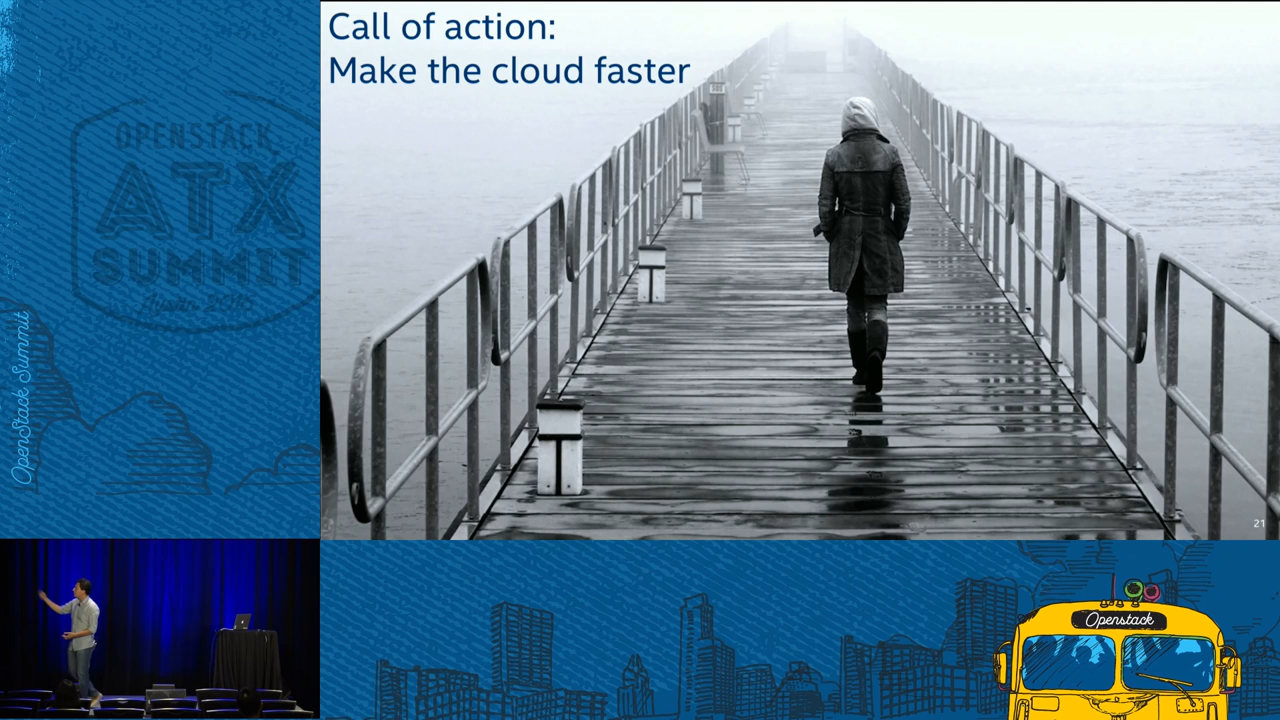 Call of action:
Make the cloud faster
OPENSTACK
ATX
SUMMIT
Austin 2016
OpenStack Summit
21
Openstack